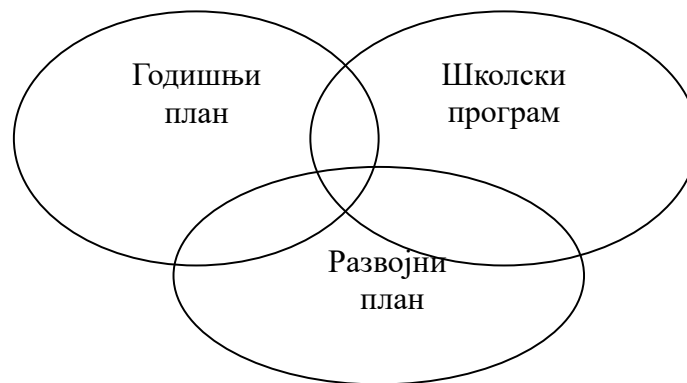 Годишњи
план
Школски
програм
Развојни
план